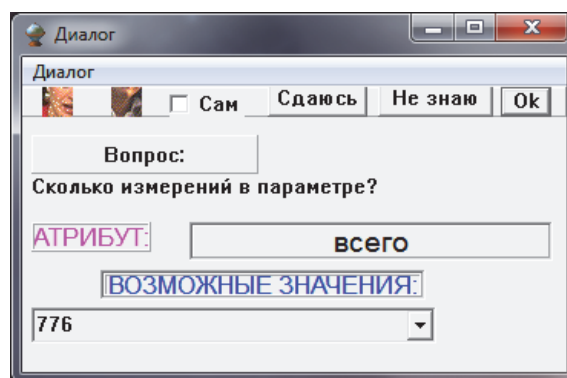 Диалог
Диалог
Сам Сдаюсь Не знаю Ok
Вопрос:
Сколько измерений в параметре?
АТРИБУТ: всего
ВОЗМОЖНЫЕ ЗНАЧЕНИЯ:
776